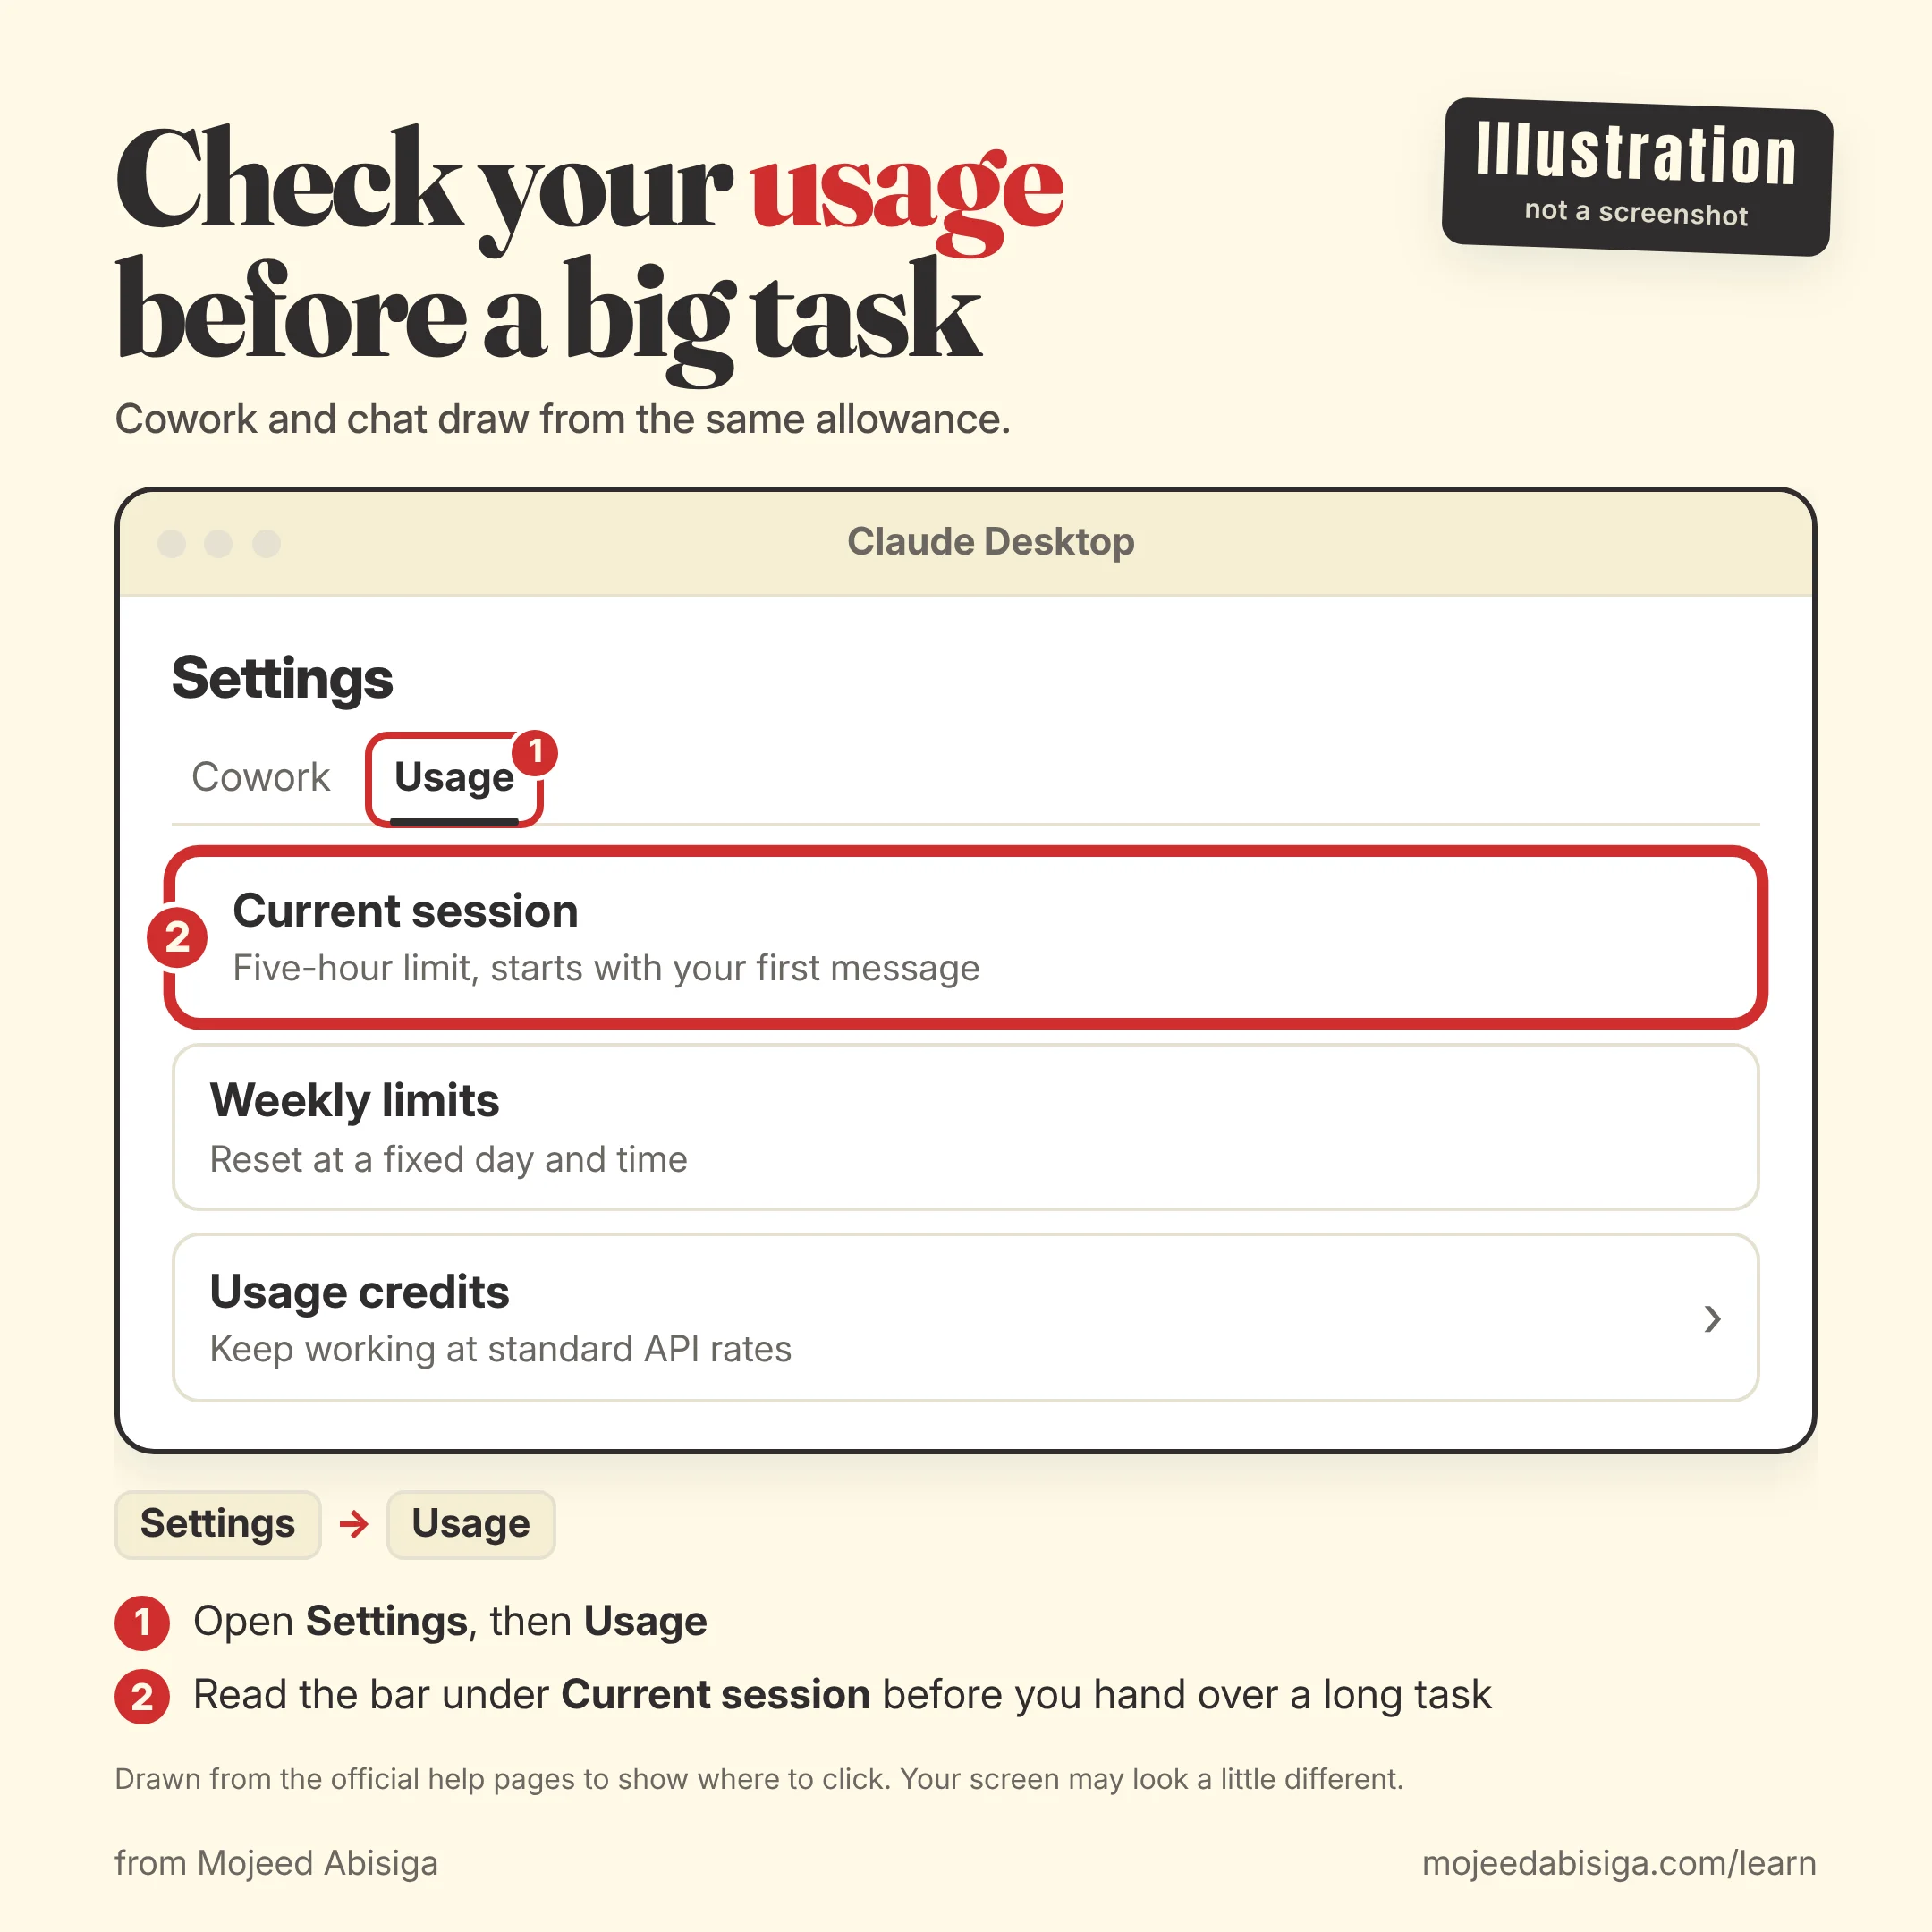 Check your usage
before a big task
Illustration
not a screenshot
Cowork and chat draw from the same allowance.
Claude Desktop
Settings
Cowork
Usage
1
2
Current session
Five-hour limit, starts with your first message
Weekly limits
Reset at a fixed day and time
Usage credits
Keep working at standard API rates
›
Settings → Usage
1 Open Settings, then Usage
2 Read the bar under Current session before you hand over a long task
Drawn from the official help pages to show where to click. Your screen may look a little different.
from Mojeed Abisiga
mojeedabisiga.com/learn